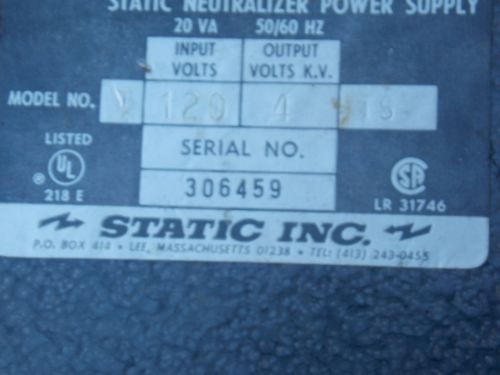 STATIC NEUTRALIZER POWER SUPPLY
20 VA 50/60 HZ
INPUT VOLTS
OUTPUT VOLTS K.V.
MODEL NO. 120 4
SERIAL NO.
306459
LISTED
UL
®
218 E
LR 31746
STATIC INC.
P.O. BOX 414 • LEE, MASSACHUSETTS 01238 • TEL: (413) 243-0455